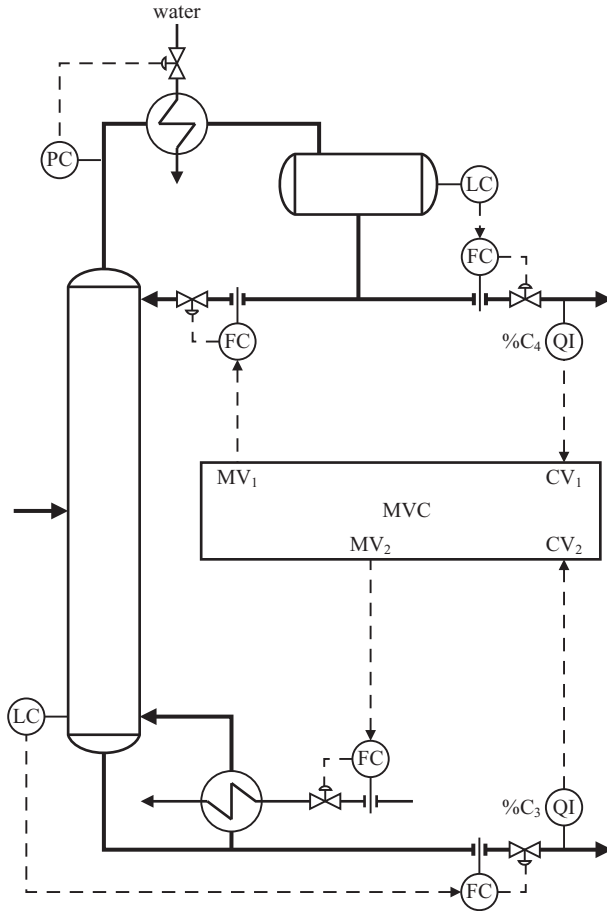 water
PC
LC
FC
FC
%C₄ QI
MV₁ CV₁
MVC
MV₂ CV₂
LC
FC
%C₃ QI
FC